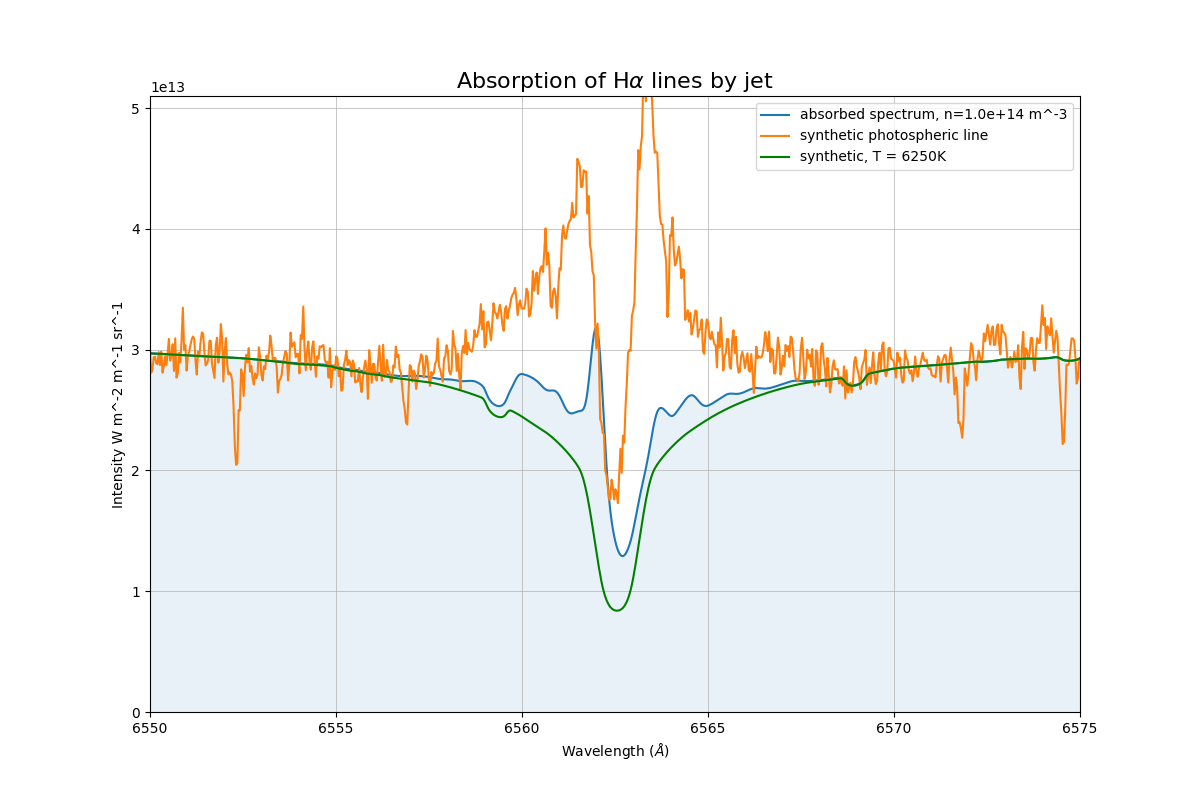 Absorption of Hα lines by jet
1e13
absorbed spectrum, n=1.0e+14 m^-3
synthetic photospheric line
synthetic, T = 6250K
5
4
3
2
1
0
Intensity W m^-2 m^-1 sr^-1
6550
6555
6560
6565
6570
6575
Wavelength (Å)